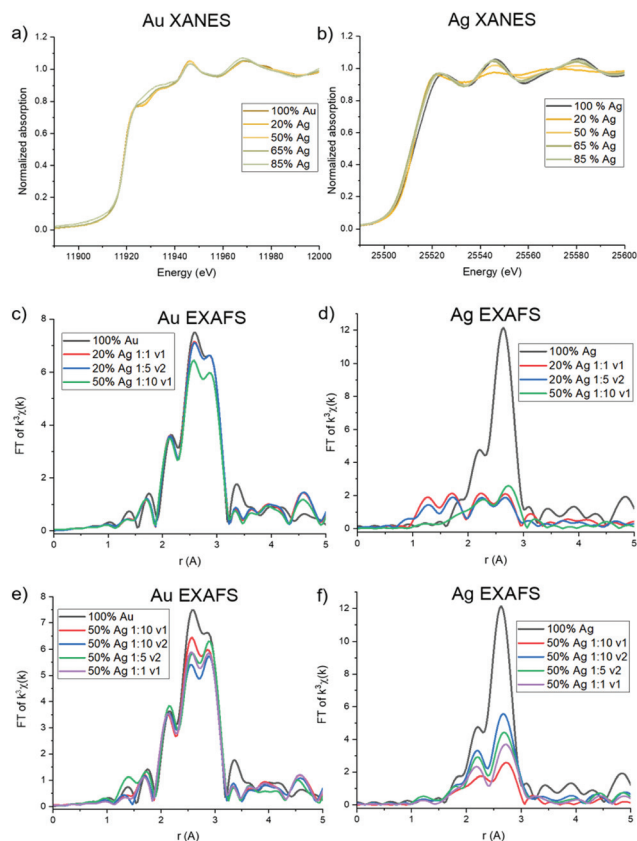 a)
Au XANES
Normalized absorption
1.2
1.0
0.8
0.6
0.4
0.2
0.0
100% Au
20% Ag
50% Ag
65% Ag
85% Ag
11900
11920
11940
11960
11980
12000
Energy (eV)
b)
Ag XANES
Normalized absorption
1.2
1.0
0.8
0.6
0.4
0.2
0.0
100 % Ag
20 % Ag
50 % Ag
65 % Ag
85 % Ag
25500
25520
25540
25560
25580
25600
Energy (eV)
c)
Au EXAFS
FT of k³χ(k)
8
7
5
4
2
1
0
100% Au
20% Ag 1:1 v1
20% Ag 1:5 v2
50% Ag 1:10 v1
0
1
2
3
4
5
r (A)
d)
Ag EXAFS
FT of k³χ(k)
12
10
8
6
4
2
0
100% Ag
20% Ag 1:1 v1
20% Ag 1:5 v2
50% Ag 1:10 v1
0
1
2
3
4
5
r (A)
e)
Au EXAFS
FT of k³χ(k)
8
7
6
5
4
3
2
1
0
100% Au
50% Ag 1:10 v1
50% Ag 1:10 v2
50% Ag 1:5 v2
50% Ag 1:1 v1
0
1
2
3
4
5
r (A)
f)
Ag EXAFS
FT of k³χ(k)
12
10
8
6
4
2
0
100% Ag
50% Ag 1:10 v1
50% Ag 1:10 v2
50% Ag 1:5 v2
50% Ag 1:1 v1
0
1
2
3
4
5
r (A)